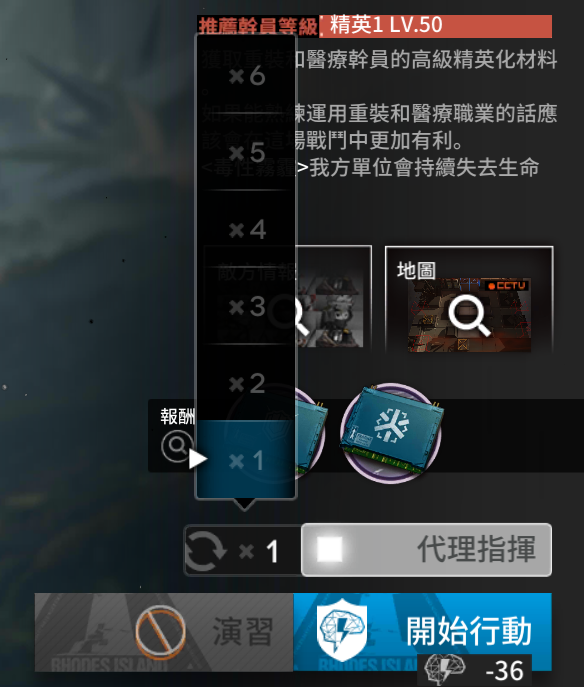 推薦幹員等級 精英1 LV.50
獲取重裝和醫療幹員的高級精英化材料
。
如果能熟練運用重裝和醫療職業的話應
該會在這場戰鬥中更加有利。
<毒性霧霾>我方單位會持續失去生命
×6
×5
×4
×3
×2
×1
敵方情報
地圖
CCTV
報酬
×1
代理指揮
演習
RHODES ISLAND
開始行動
-36